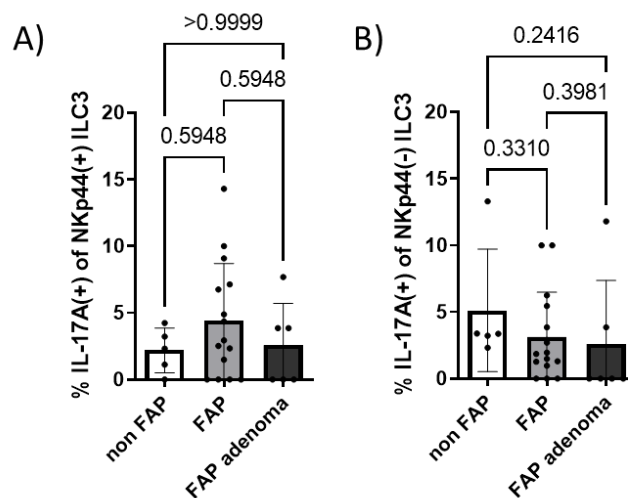 A)
>0.9999
0.5948
0.5948
% IL-17A(+) of NKp44(+) ILC3
20
15
10
5
0
non FAP
FAP
FAP adenoma
B)
0.2416
0.3981
0.3310
% IL-17A(+) of NKp44(-) ILC3
20
15
10
5
0
non FAP
FAP
FAP adenoma